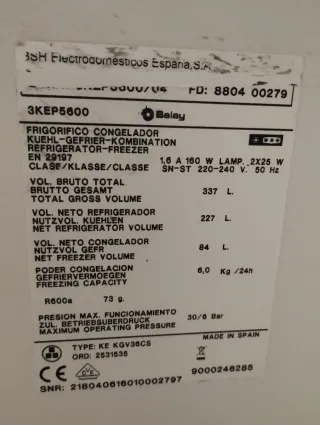 BSH Electrodomésticos España, S.A.
3KEP5600/04 FD: 8804 00279
3KEP5600 Balay
FRIGORIFICO CONGELADOR
KUEHL-GEFRIER-KOMBINATION
REFRIGERATOR-FREEZER
EN 29197 1,6 A 160 W LAMP. 2X25 W
CLASE/KLASSE/CLASSE SN-ST 220-240 V. 50 Hz
VOL. BRUTO TOTAL
BRUTTO GESAMT 337 L.
TOTAL GROSS VOLUME
VOL. NETO REFRIGERADOR
NUTZVOL. KUEHLEN 227 L.
NET REFRIGERATOR VOLUME
VOL. NETO CONGELADOR
NUTZVOL GEFR 84 L.
NET FREEZER VOLUME
PODER CONGELACION 6,0 Kg /24h
GEFRIERVERMOEGEN
FREEZING CAPACITY
R600a 73 g.
PRESION MAX. FUNCIONAMIENTO
ZUL. BETRIEBSUEBERDRUCK 30/6 Bar
MAXIMUM OPERATING PRESSURE
MADE IN SPAIN
TYPE: KE KGV36CS
ORD: 2531535
CE 9000246285
SNR: 218040616010002797